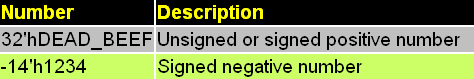 Number Description
32'hDEAD_BEEF Unsigned or signed positive number
-14'h1234 Signed negative number